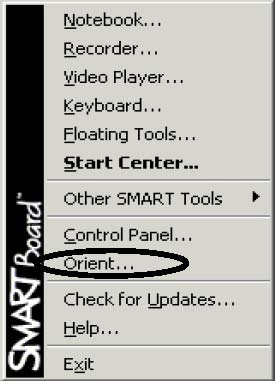 Notebook...
Recorder...
Video Player...
Keyboard...
Floating Tools...
Start Center...
Other SMART Tools
Control Panel...
Orient...
Check for Updates...
Help...
Exit
SMART Board™